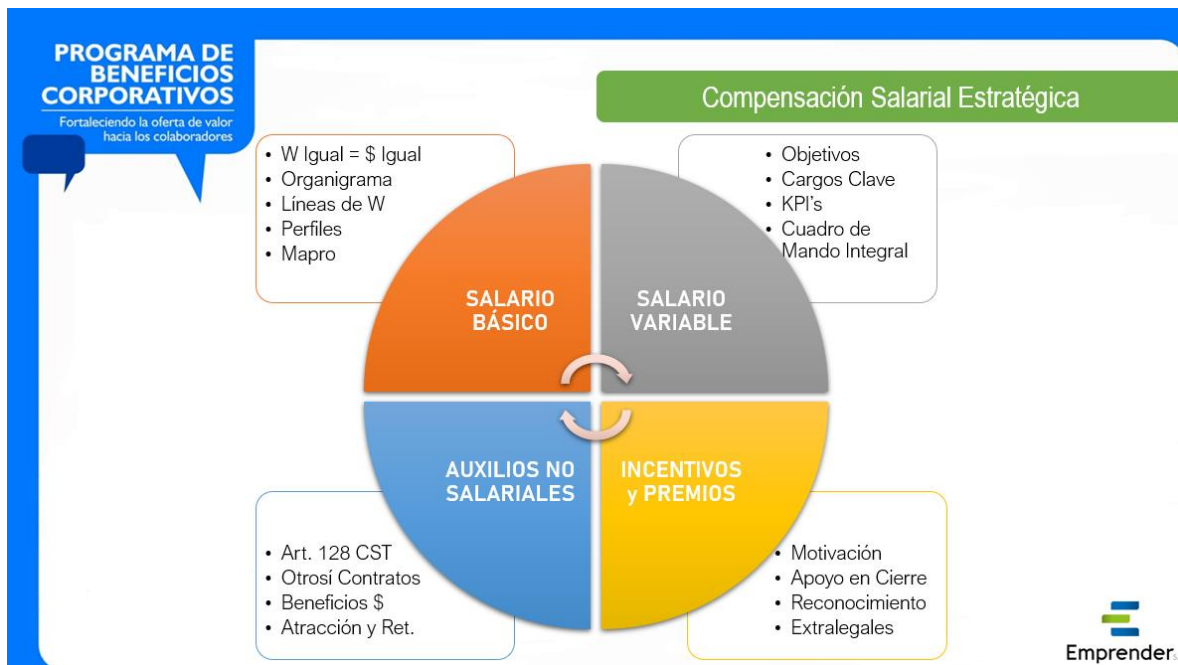 PROGRAMA DE
BENEFICIOS
CORPORATIVOS
Fortaleciendo la oferta de valor
hacia los colaboradores
Compensación Salarial Estratégica
• W Igual = $ Igual
• Organigrama
• Líneas de W
• Perfiles
• Mapro
• Objetivos
• Cargos Clave
• KPI's
• Cuadro de
Mando Integral
SALARIO
BÁSICO
SALARIO
VARIABLE
AUXILIOS NO
SALARIALES
INCENTIVOS
y PREMIOS
• Art. 128 CST
• Otrosí Contratos
• Beneficios $
• Atracción y Ret.
• Motivación
• Apoyo en Cierre
• Reconocimiento
• Extralegales
Emprender